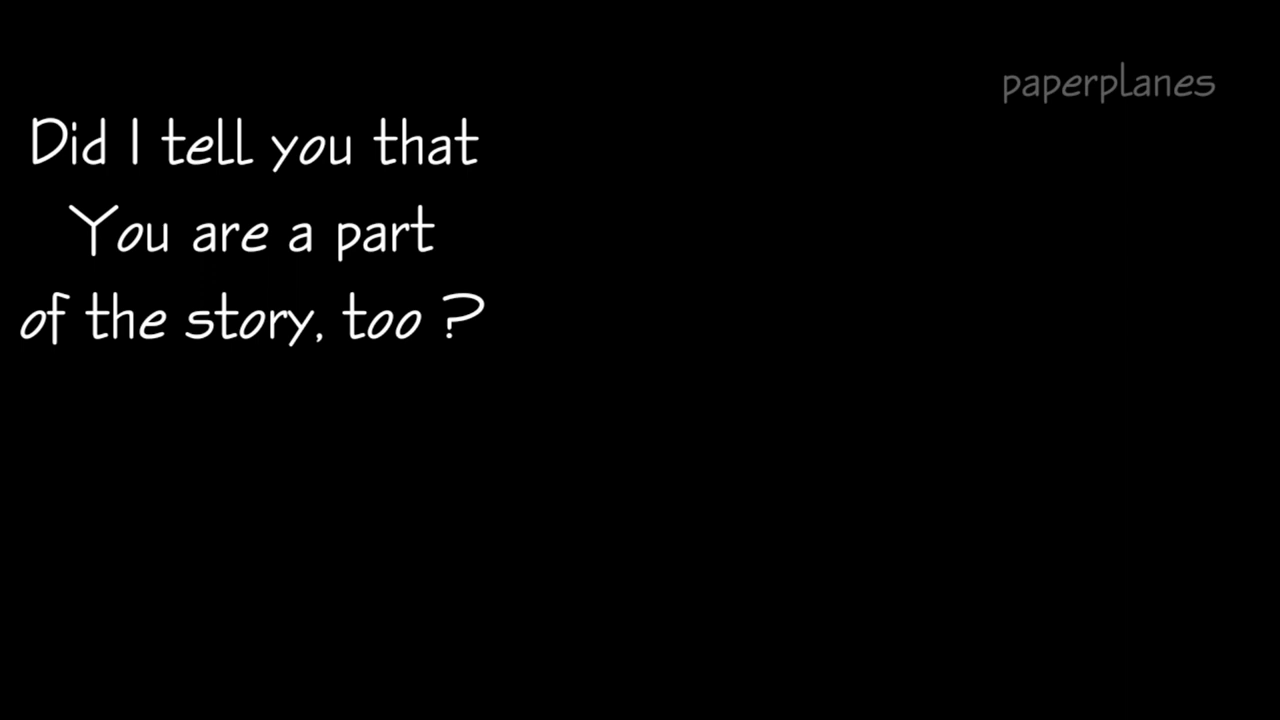 paperplanes
Did I tell you that
You are a part
of the story, too ?